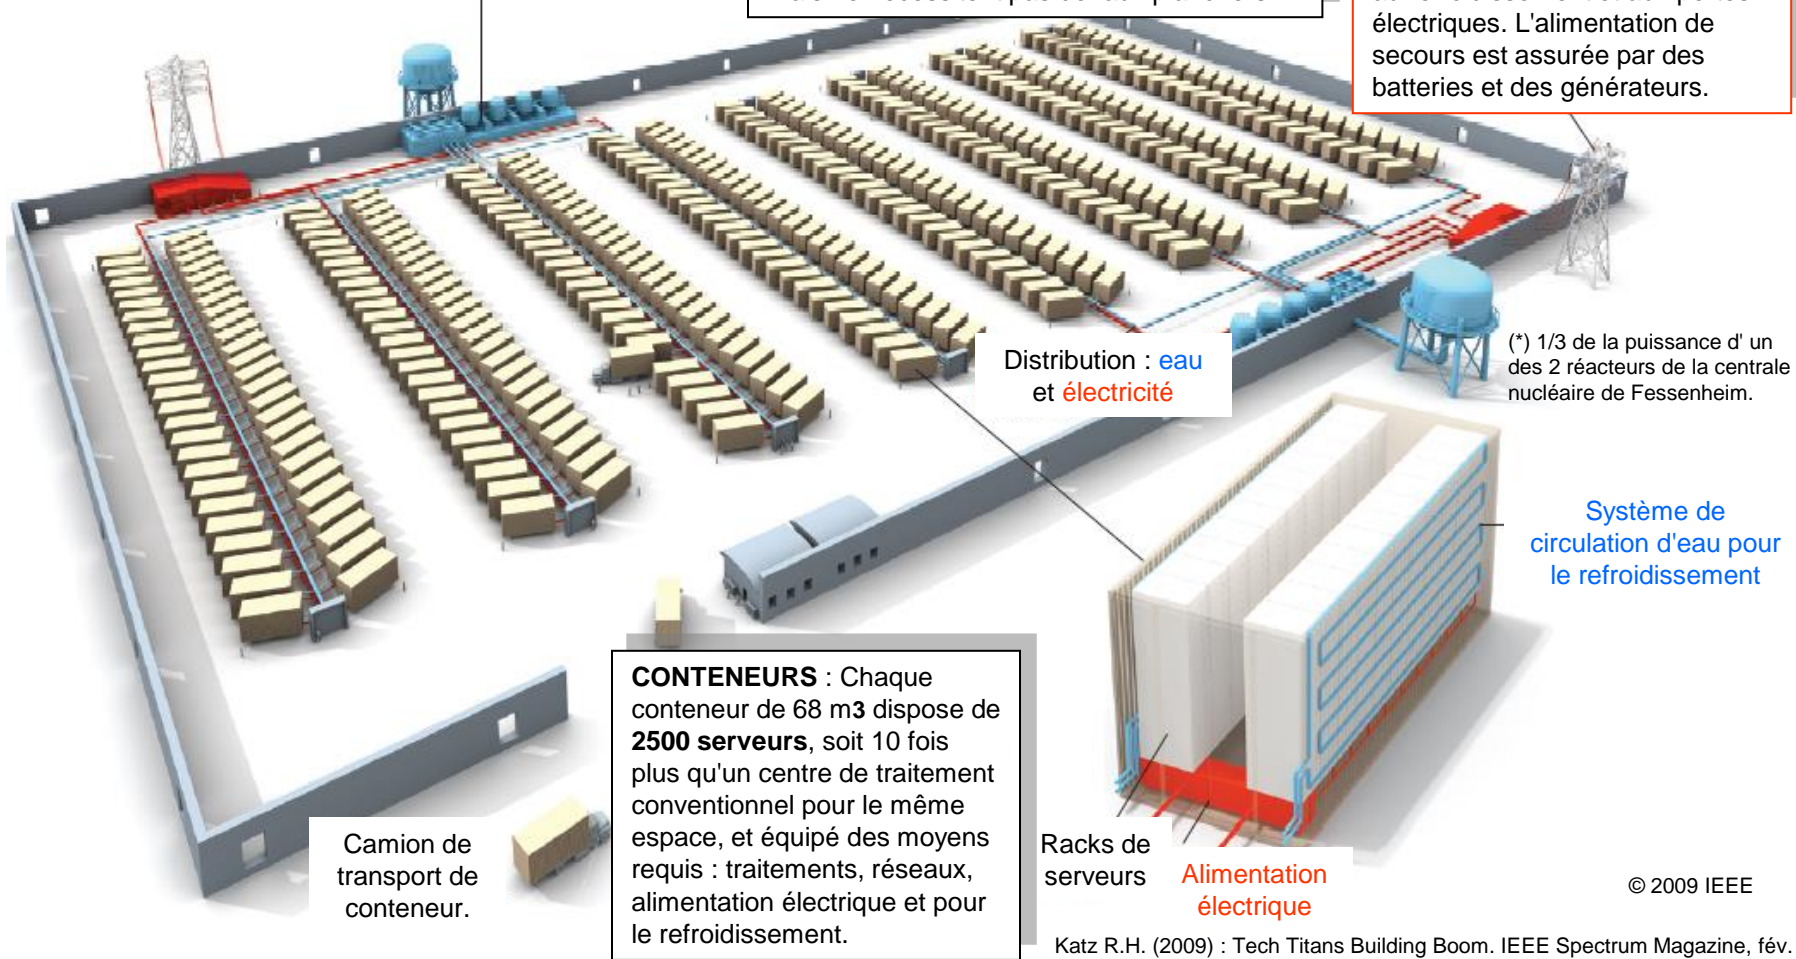 électriques. L'alimentation de
secours est assurée par des
batteries et des générateurs.
Distribution : eau
et électricité
(*) 1/3 de la puissance d' un
des 2 réacteurs de la centrale
nucléaire de Fessenheim.
Système de
circulation d'eau pour
le refroidissement
CONTENEURS : Chaque
conteneur de 68 m3 dispose de
2500 serveurs, soit 10 fois
plus qu'un centre de traitement
conventionnel pour le même
espace, et équipé des moyens
requis : traitements, réseaux,
alimentation électrique et pour
le refroidissement.
Camion de
transport de
conteneur.
Racks de
serveurs
Alimentation
électrique
© 2009 IEEE
Katz R.H. (2009) : Tech Titans Building Boom. IEEE Spectrum Magazine, fév.